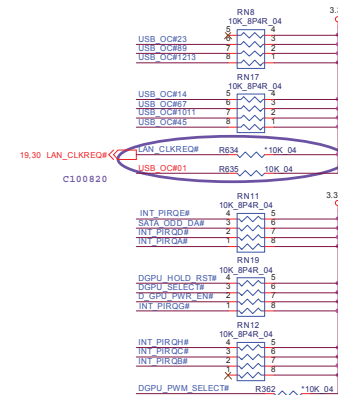 RN8
3.
10K_8P4R_04
5 4
USB_OC#23 6 3
USB_OC#89 7 2
USB_OC#1213 8 1
RN17
10K_8P4R_04
USB_OC#14 5 4
USB_OC#67 6 3
USB_OC#1011 7 2
USB_OC#45 8 1
LAN_CLKREQ# R634 *10K_04
19,30 LAN_CLKREQ#
USB_OC#01 R635 10K_04
C100820
RN11
3.3
10K_8P4R_04
INT_PIRQE# 4 5
SATA_ODD_DA# 3 6
INT_PIRQD# 2 7
INT_PIRQA# 1 8
RN19
10K_8P4R_04
DGPU_HOLD_RST# 4 5
DGPU_SELECT# 3 6
D_GPU_PWR_EN# 2 7
INT_PIRQG# 1 8
RN12
10K_8P4R_04
INT_PIRQH# 4 5
INT_PIRQC# 3 6
INT_PIRQB# 2 7
1 8
DGPU_PWM_SELECT# R362 *10K_04